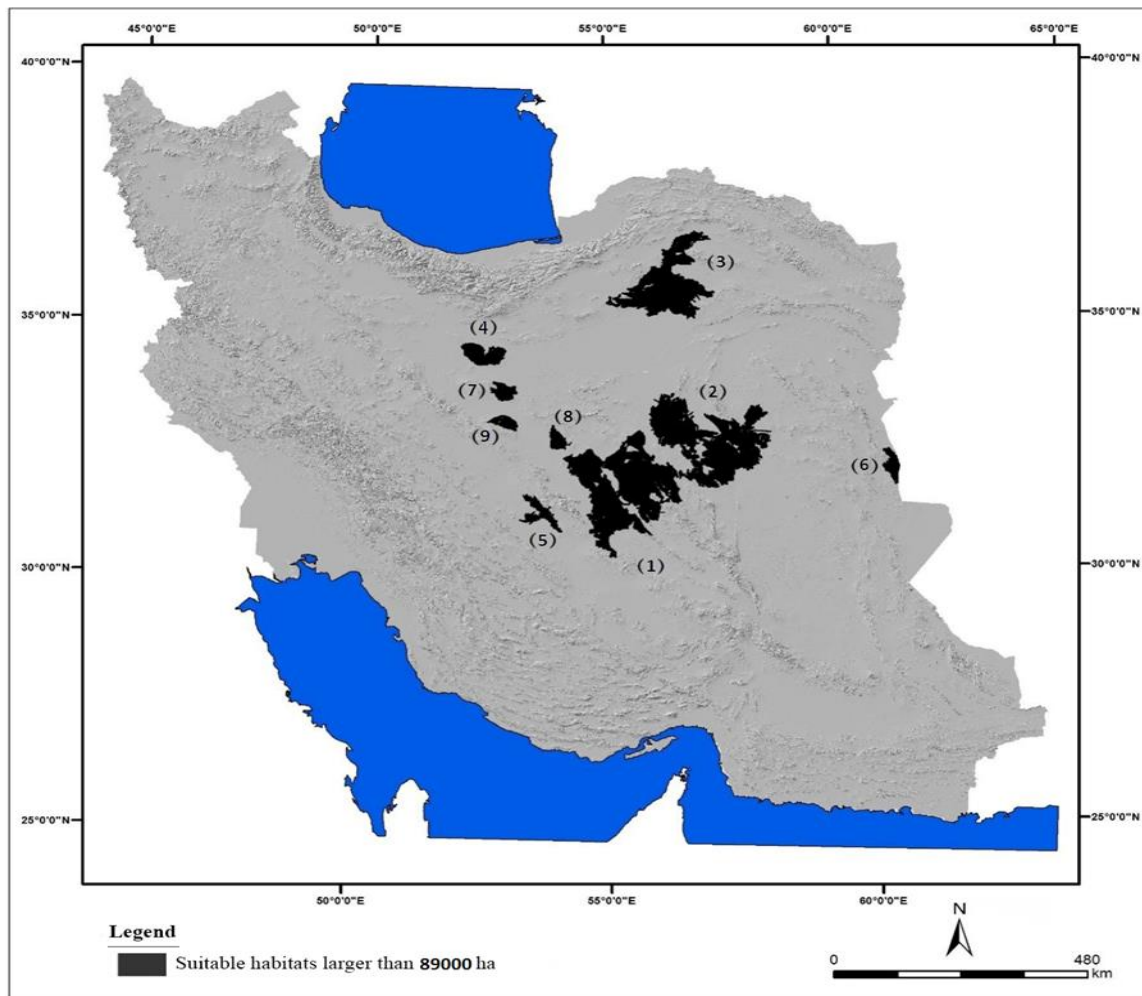 45°0'0"E 50°0'0"E 55°0'0"E 60°0'0"E 65°0'0"E
40°0'0"N 40°0'0"N
(3)
35°0'0"N 35°0'0"N
(4)
(7) (2)
(8)
(9)
(6)
(5)
(1)
30°0'0"N 30°0'0"N
25°0'0"N 25°0'0"N
50°0'0"E 55°0'0"E 60°0'0"E
N
Legend
Suitable habitats larger than 89000 ha
0 480
km